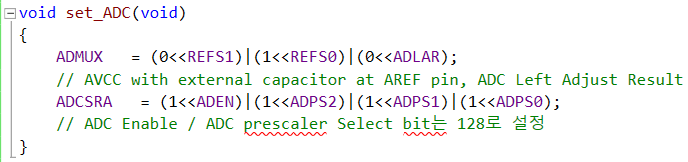 void set_ADC(void)
{
ADMUX = (0<<REFS1)|(1<<REFS0)|(0<<ADLAR);
// AVCC with external capacitor at AREF pin, ADC Left Adjust Result
ADCSRA = (1<<ADEN)|(1<<ADPS2)|(1<<ADPS1)|(1<<ADPS0);
// ADC Enable / ADC prescaler Select bit는 128로 설정
}